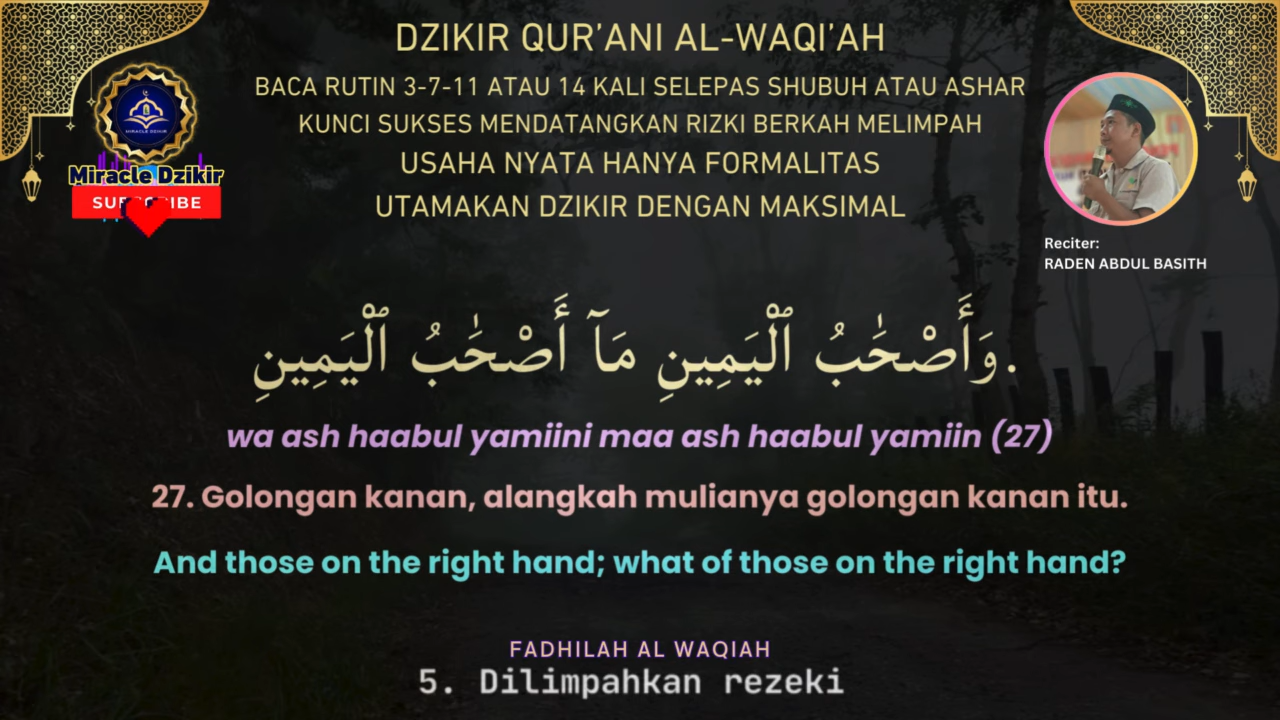 DZIKIR QUR'ANI AL-WAQI'AH
BACA RUTIN 3-7-11 ATAU 14 KALI SELEPAS SHUBUH ATAU ASHAR
KUNCI SUKSES MENDATANGKAN RIZKI BERKAH MELIMPAH
USAHA NYATA HANYA FORMALITAS
UTAMAKAN DZIKIR DENGAN MAKSIMAL
MIRACLE DZIKIR
Miracle Dzikir
Reciter:
RADEN ABDUL BASITH
وَأَصْحَٰبُ ٱلْيَمِينِ مَآ أَصْحَٰبُ ٱلْيَمِينِ.
wa ash haabul yamiini maa ash haabul yamiin (27)
27. Golongan kanan, alangkah mulianya golongan kanan itu.
And those on the right hand; what of those on the right hand?
FADHILAH AL WAQIAH
5. Dilimpahkan rezeki